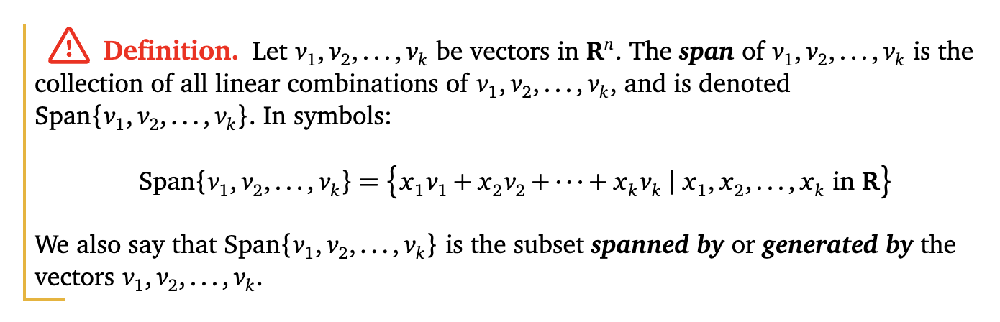 Definition. Let v₁, v₂, . . . , vₖ be vectors in Rⁿ. The span of v₁, v₂, . . . , vₖ is the
collection of all linear combinations of v₁, v₂, . . . , vₖ, and is denoted
Span{v₁, v₂, . . . , vₖ}. In symbols:
Span{v₁, v₂, . . . , vₖ} = {x₁v₁ + x₂v₂ + · · · + xₖvₖ | x₁, x₂, . . . , xₖ in R}
We also say that Span{v₁, v₂, . . . , vₖ} is the subset spanned by or generated by the
vectors v₁, v₂, . . . , vₖ.